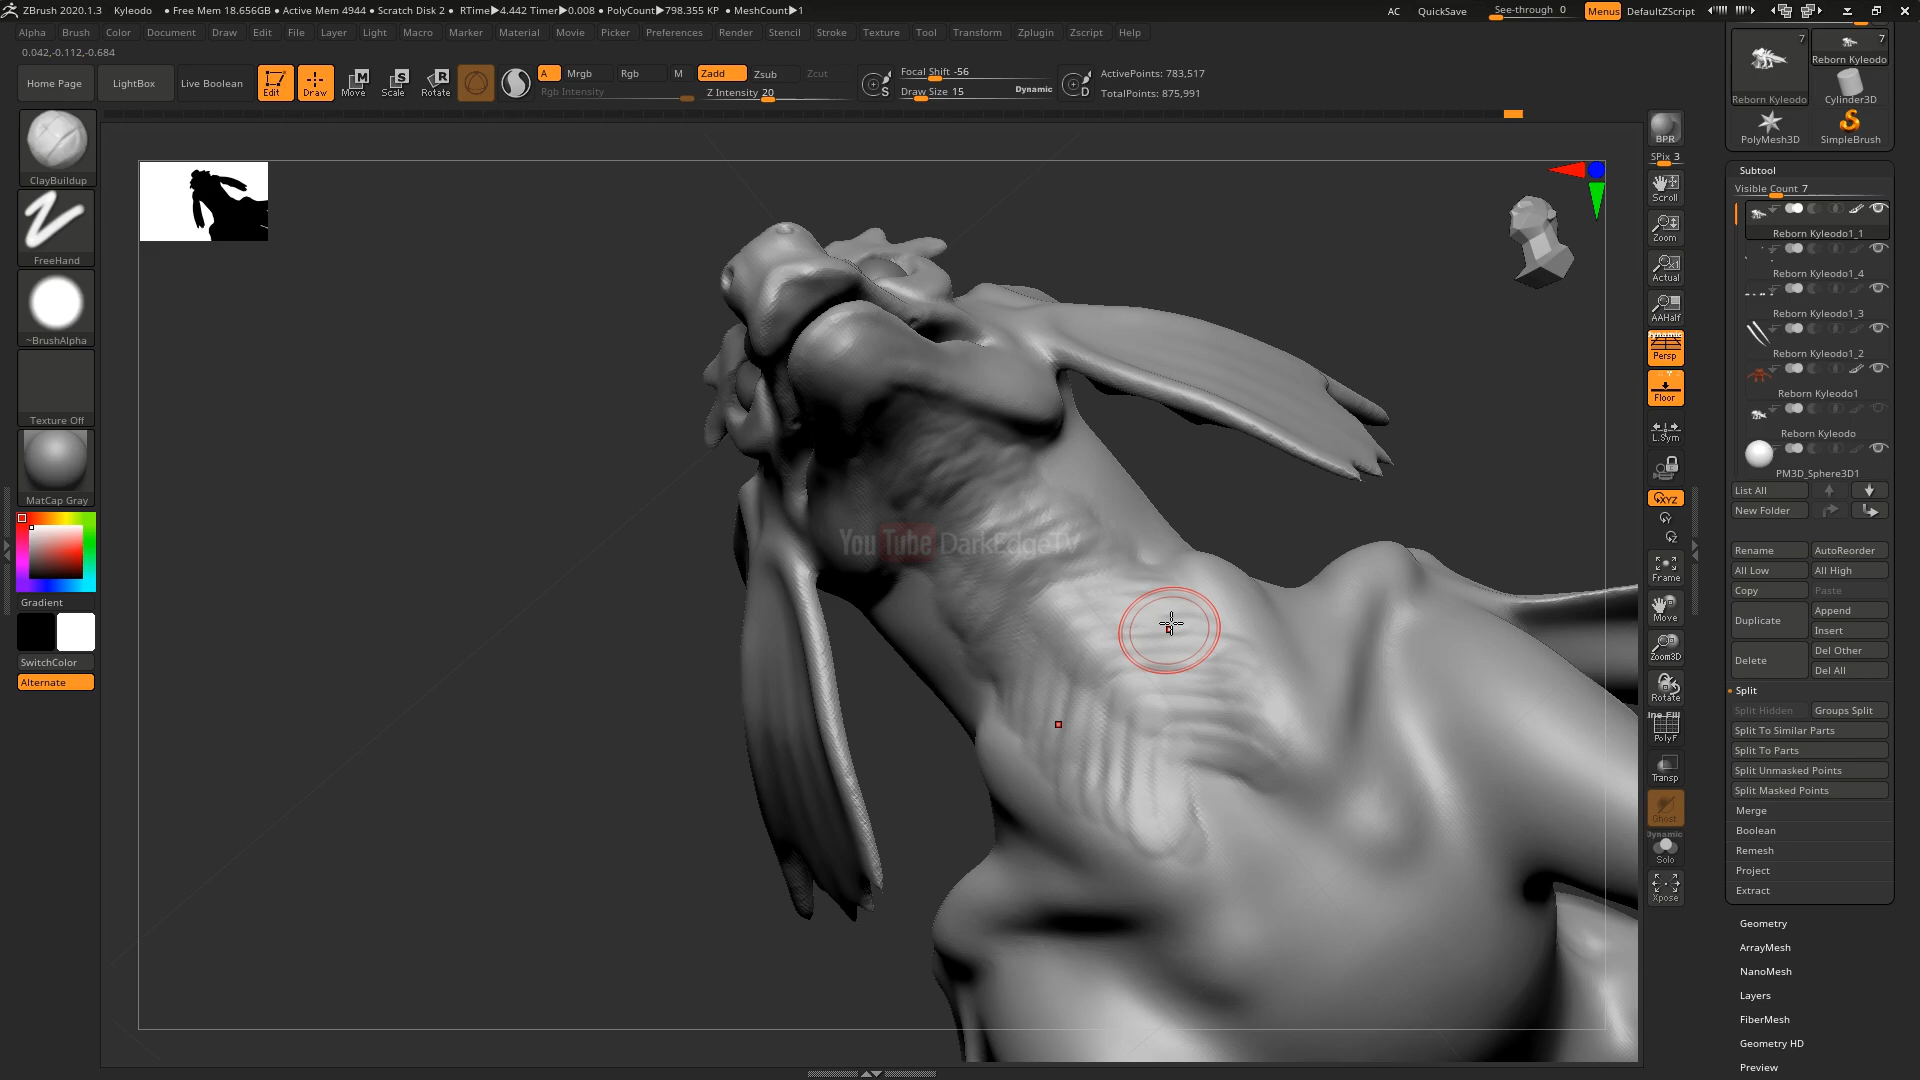 ZBrush 2020.1.3 Kyleodo • Free Mem 18.656GB • Active Mem 4944 • Scratch Disk 2 • RTime▶4.442 Timer▶0.008 • PolyCount▶798.355 KP • MeshCount▶1 AC QuickSave See-through 0 Menus DefaultZScript
Alpha Brush Color Document Draw Edit File Layer Light Macro Marker Material Movie Picker Preferences Render Stencil Stroke Texture Tool Transform Zplugin Zscript Help
0.042,-0.112,-0.684
Home Page LightBox Live Boolean Edit Draw Move Scale Rotate
A Mrgb Rgb M Zadd Zsub Zcut
Rgb Intensity Z Intensity 20
Focal Shift -56
Draw Size 15 Dynamic
ActivePoints: 783,517
TotalPoints: 875,991
ClayBuildup
FreeHand
~BrushAlpha
Texture Off
MatCap Gray
Gradient
SwitchColor
Alternate
YouTube DarkEdgeTV
BPR
SPix 3
Scroll
Zoom
Actual
AAHalf
Dynamic
Persp
Floor
L.Sym
XYZ
Frame
Move
Zoom3D
Rotate
Line Fill
PolyF
Transp
Ghost
Dynamic
Solo
Xpose
7
Reborn Kyleodo
7
Reborn Kyleodo
Cylinder3D
PolyMesh3D
SimpleBrush
Subtool
Visible Count 7
Reborn Kyleodo1_1
Reborn Kyleodo1_4
Reborn Kyleodo1_3
Reborn Kyleodo1_2
Reborn Kyleodo1
Reborn Kyleodo
PM3D_Sphere3D1
List All
New Folder
Rename AutoReorder
All Low All High
Copy Paste
Duplicate Append
Insert
Delete Del Other
Del All
Split
Split Hidden Groups Split
Split To Similar Parts
Split To Parts
Split Unmasked Points
Split Masked Points
Merge
Boolean
Remesh
Project
Extract
Geometry
ArrayMesh
NanoMesh
Layers
FiberMesh
Geometry HD
Preview